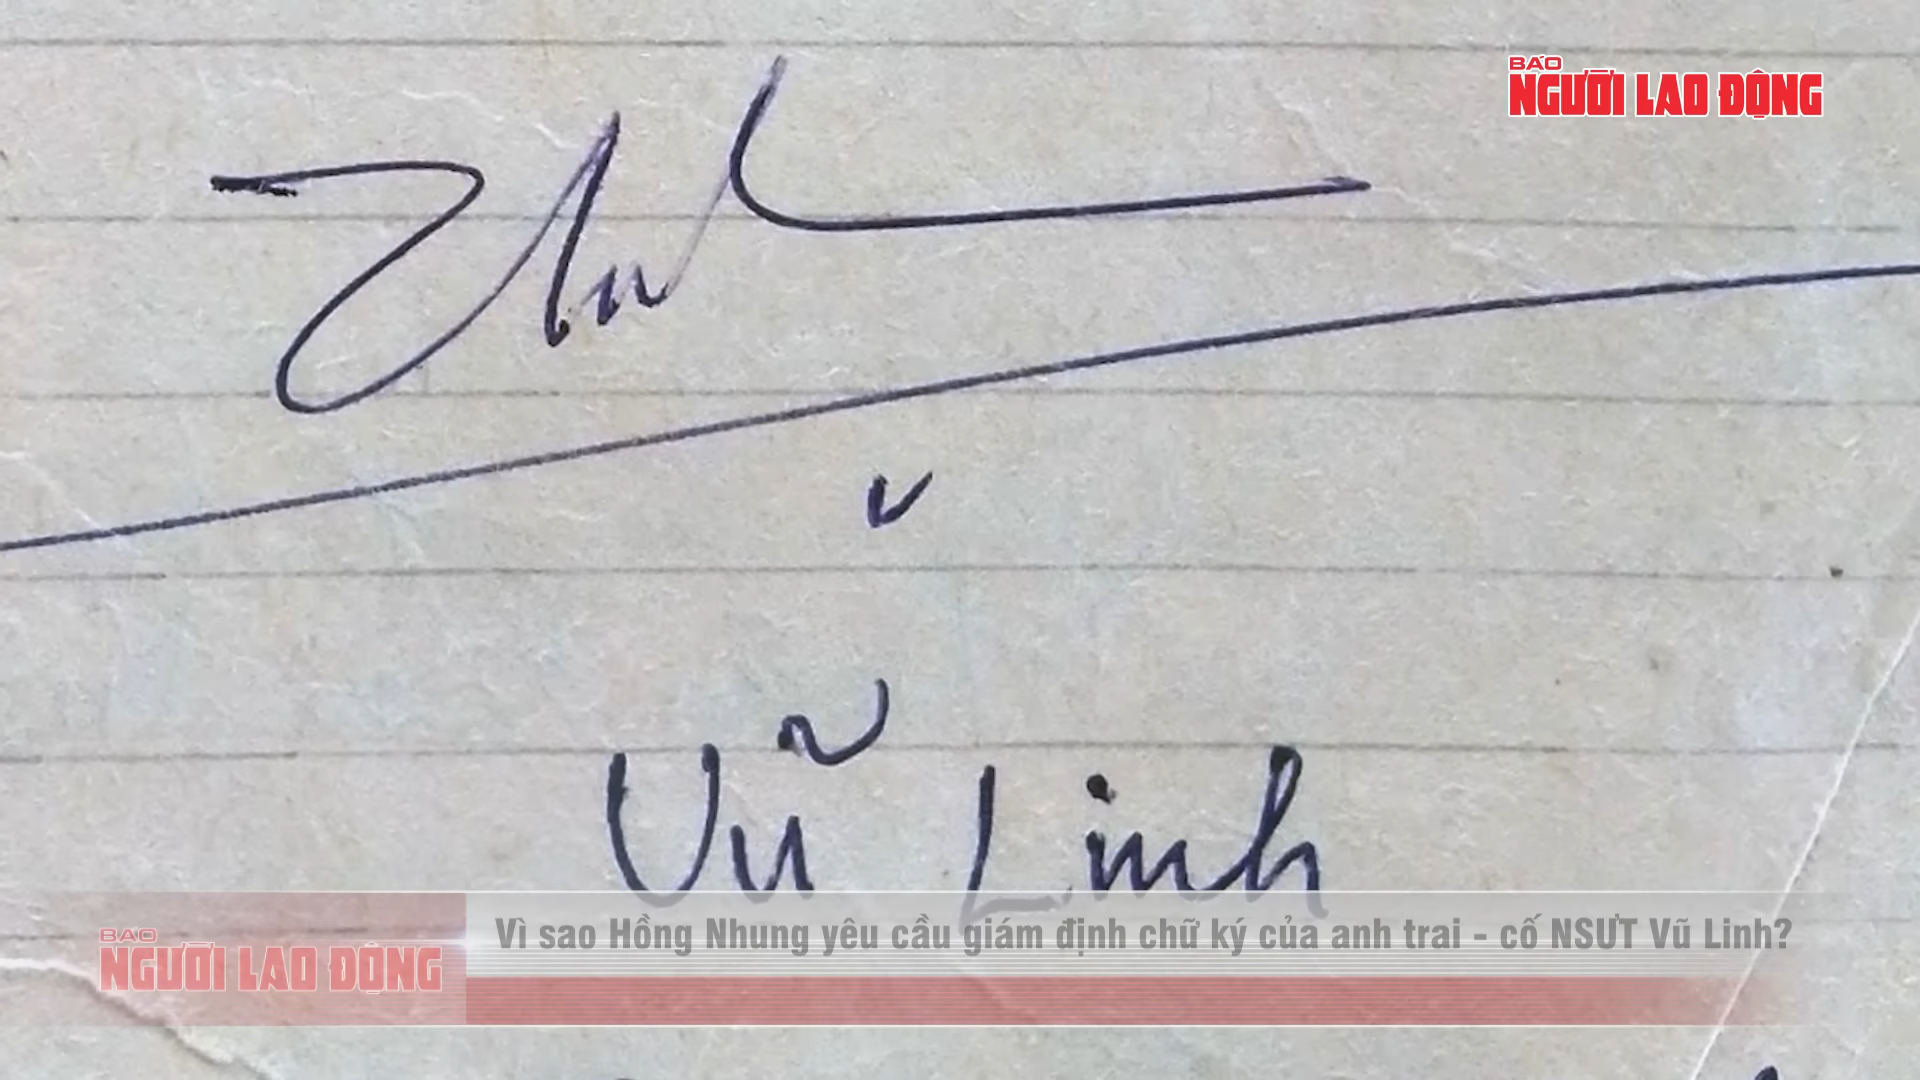 BÁO
NGƯỜI LAO ĐỘNG
Vũ Linh
Vì sao Hồng Nhung yêu cầu giám định chữ ký của anh trai - cố NSƯT Vũ Linh?
BÁO
NGƯỜI LAO ĐỘNG